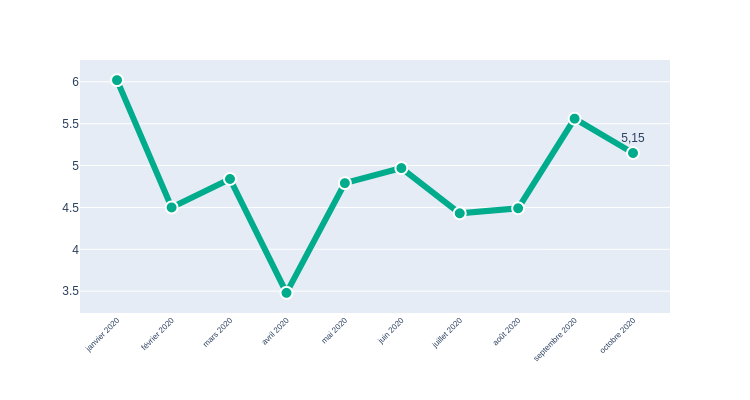 6
5.5
5
4.5
4
3.5
5,15
janvier 2020
février 2020
mars 2020
avril 2020
mai 2020
juin 2020
juillet 2020
août 2020
septembre 2020
octobre 2020